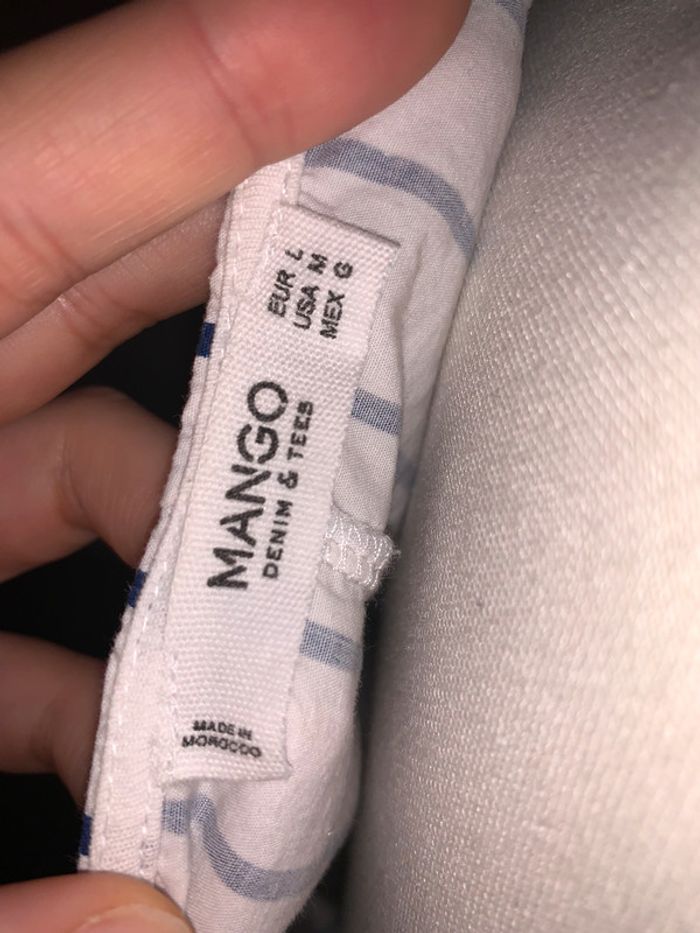 EUR L
USA M
MEX G
MANGO
DENIM & TEES
MADE IN
MOROCCO